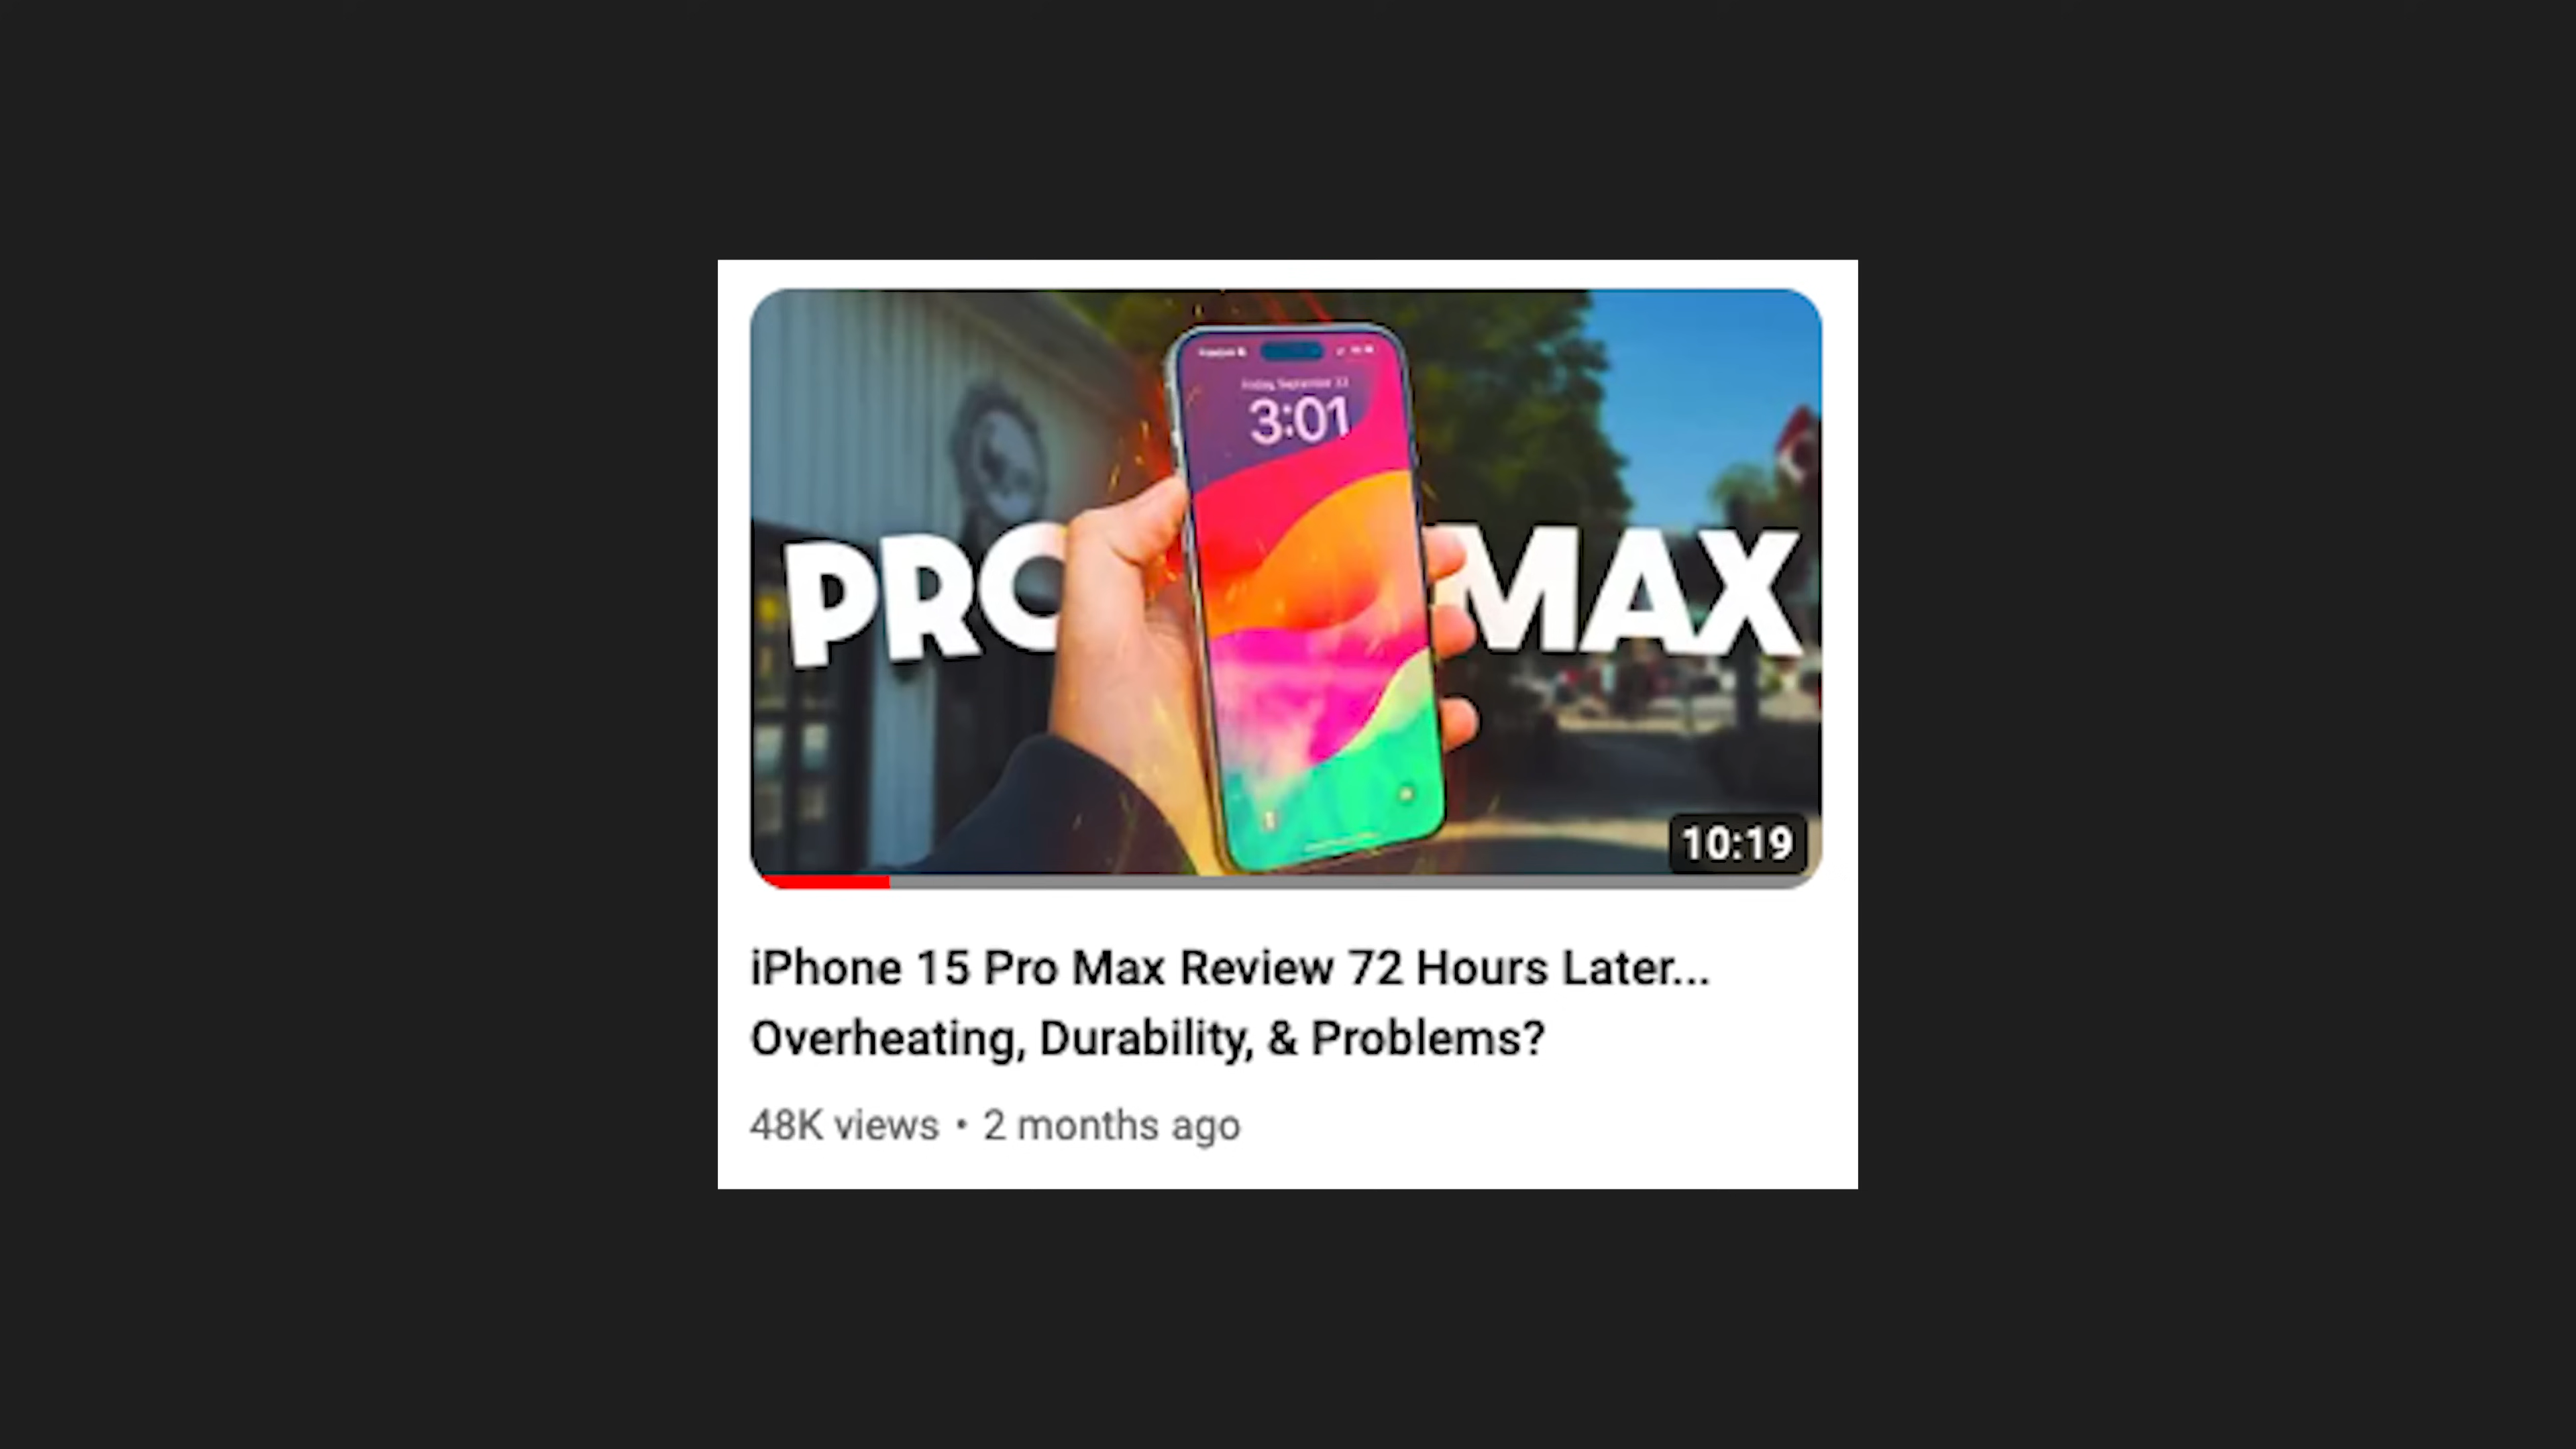 3:01
PRO MAX
10:19
iPhone 15 Pro Max Review 72 Hours Later...
Overheating, Durability, & Problems?
48K views • 2 months ago